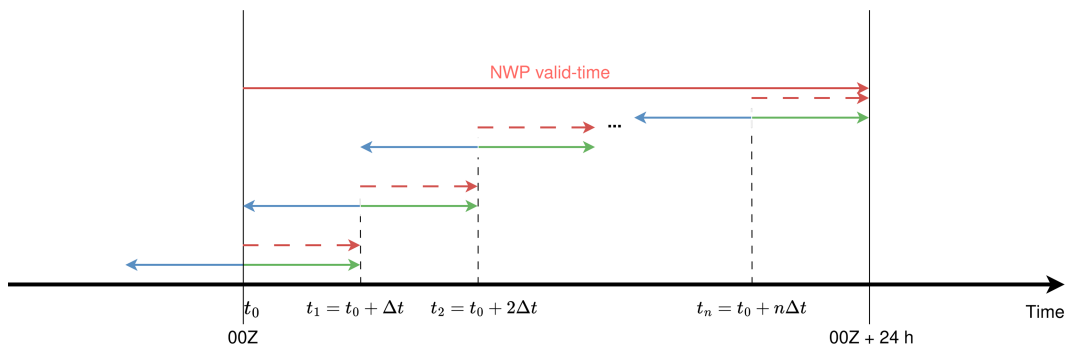 NWP valid-time
...
t₀ t₁ = t₀ + Δt t₂ = t₀ + 2Δt tₙ = t₀ + nΔt Time
00Z 00Z + 24 h